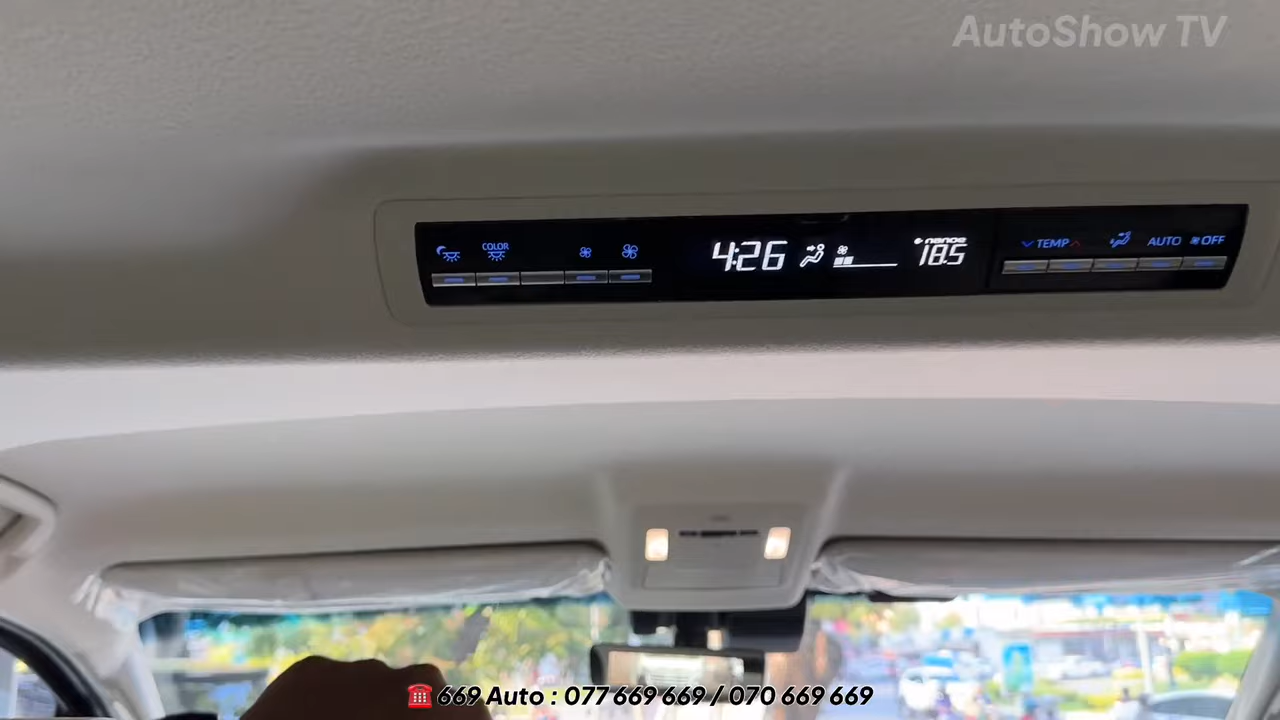 AutoShow TV
COLOR
4:26
nanoe
18.5
TEMP
AUTO
OFF
669 Auto : 077 669 669 / 070 669 669